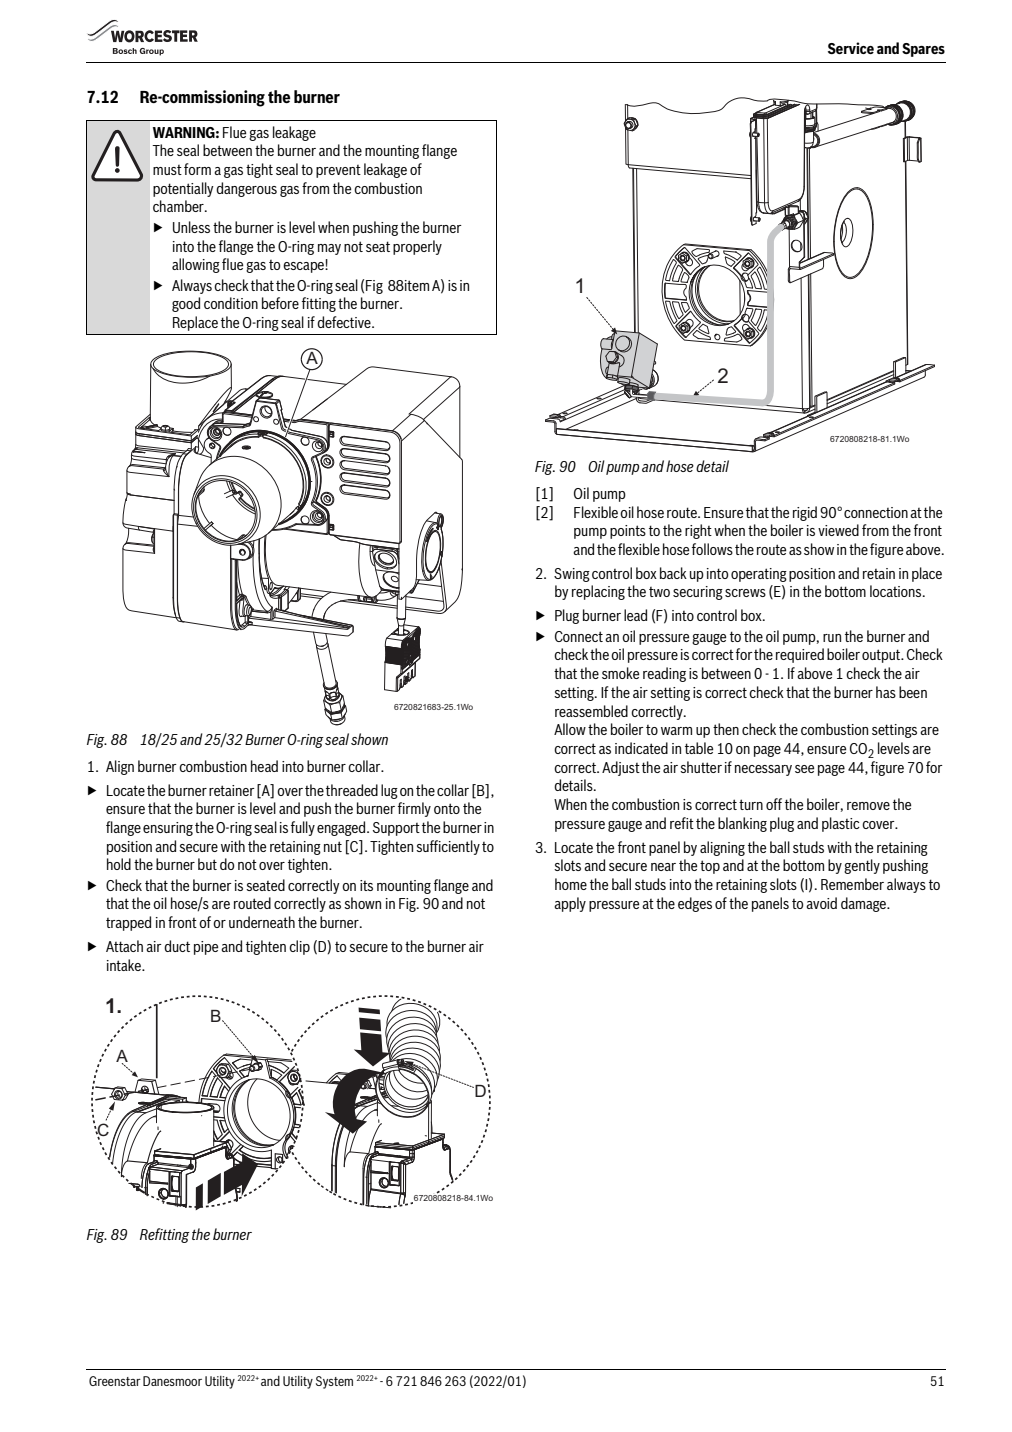 WORCESTER
Bosch Group
Service and Spares
7.12 Re-commissioning the burner
WARNING: Flue gas leakage
The seal between the burner and the mounting flange
must form a gas tight seal to prevent leakage of
potentially dangerous gas from the combustion
chamber.
▶ Unless the burner is level when pushing the burner
into the flange the O-ring may not seat properly
allowing flue gas to escape!
▶ Always check that the O-ring seal (Fig 88item A) is in
good condition before fitting the burner.
Replace the O-ring seal if defective.
A
6720821683-25.1Wo
Fig. 88 18/25 and 25/32 Burner O-ring seal shown
1. Align burner combustion head into burner collar.
▶ Locate the burner retainer [A] over the threaded lug on the collar [B],
ensure that the burner is level and push the burner firmly onto the
flange ensuring the O-ring seal is fully engaged. Support the burner in
position and secure with the retaining nut [C]. Tighten sufficiently to
hold the burner but do not over tighten.
▶ Check that the burner is seated correctly on its mounting flange and
that the oil hose/s are routed correctly as shown in Fig. 90 and not
trapped in front of or underneath the burner.
▶ Attach air duct pipe and tighten clip (D) to secure to the burner air
intake.
1.
B
A
C
D
6720808218-84.1Wo
Fig. 89 Refitting the burner
1
2
6720808218-81.1Wo
Fig. 90 Oil pump and hose detail
[1] Oil pump
[2] Flexible oil hose route. Ensure that the rigid 90° connection at the
pump points to the right when the boiler is viewed from the front
and the flexible hose follows the route as show in the figure above.
2. Swing control box back up into operating position and retain in place
by replacing the two securing screws (E) in the bottom locations.
▶ Plug burner lead (F) into control box.
▶ Connect an oil pressure gauge to the oil pump, run the burner and
check the oil pressure is correct for the required boiler output. Check
that the smoke reading is between 0 - 1. If above 1 check the air
setting. If the air setting is correct check that the burner has been
reassembled correctly.
Allow the boiler to warm up then check the combustion settings are
correct as indicated in table 10 on page 44, ensure CO2 levels are
correct. Adjust the air shutter if necessary see page 44, figure 70 for
details.
When the combustion is correct turn off the boiler, remove the
pressure gauge and refit the blanking plug and plastic cover.
3. Locate the front panel by aligning the ball studs with the retaining
slots and secure near the top and at the bottom by gently pushing
home the ball studs into the retaining slots (I). Remember always to
apply pressure at the edges of the panels to avoid damage.
Greenstar Danesmoor Utility 2022+ and Utility System 2022+ - 6 721 846 263 (2022/01)
51